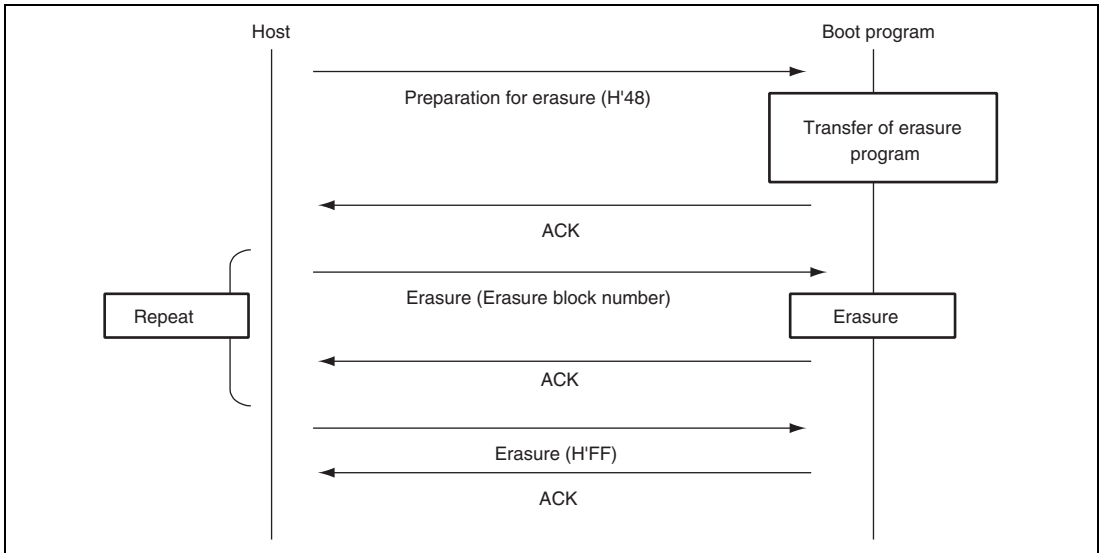 Host
Boot program
Preparation for erasure (H'48)
Transfer of erasure
program
ACK
Repeat
Erasure (Erasure block number)
Erasure
ACK
Erasure (H'FF)
ACK